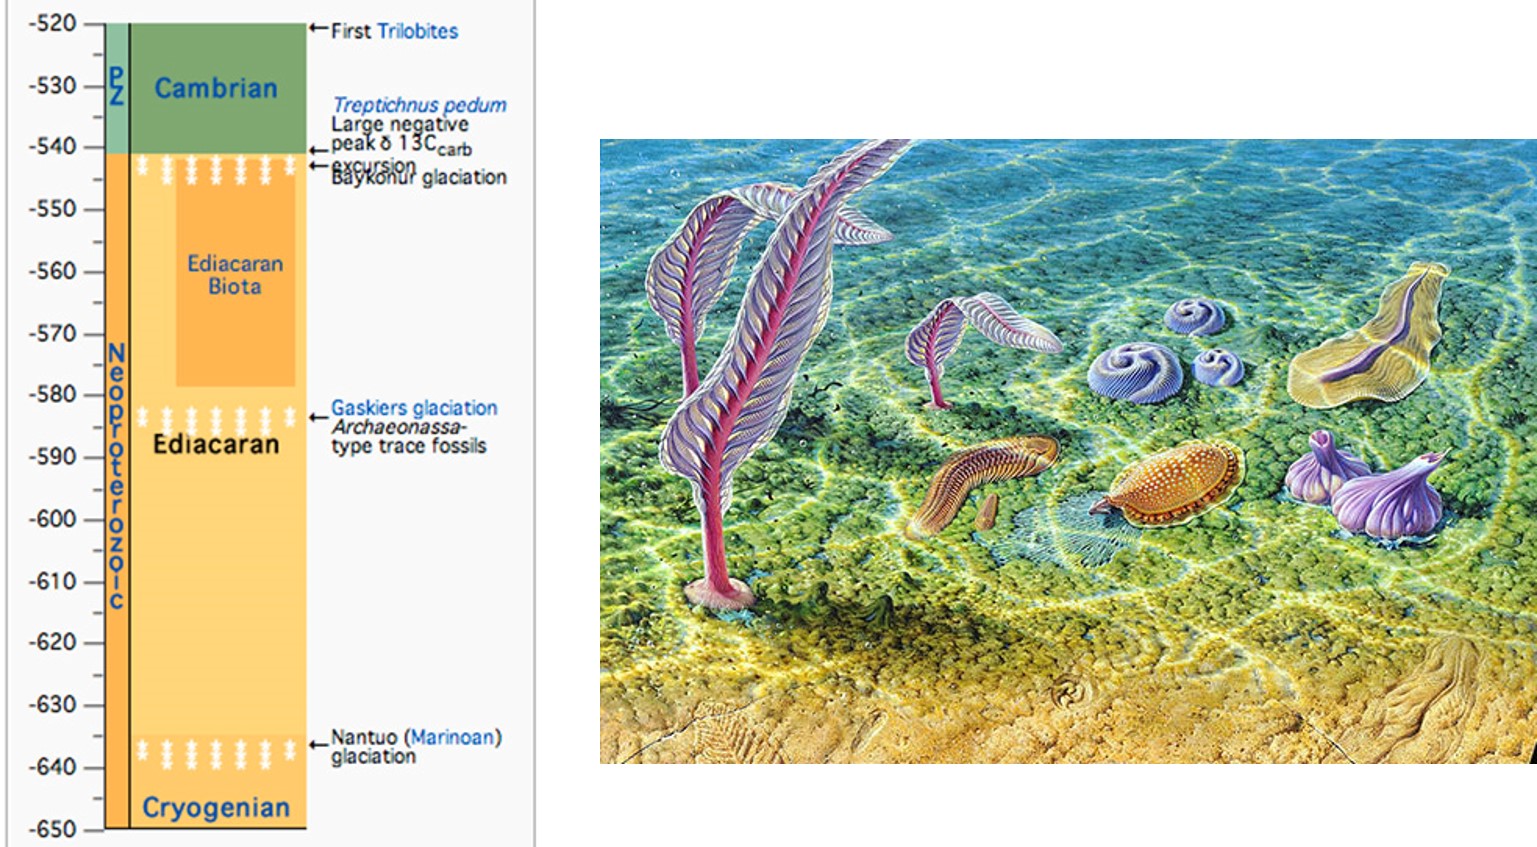 -520
-530
-540
-550
-560
-570
-580
-590
-600
-610
-620
-630
-640
-650
PZ
Neoproterozoic
Cambrian
Ediacaran
Biota
Ediacaran
Cryogenian
First Trilobites
Treptichnus pedum
Large negative
peak δ 13Ccarb
excursion
Baykonur glaciation
Gaskiers glaciation
Archaeonassa-
type trace fossils
Nantuo (Marinoan)
glaciation